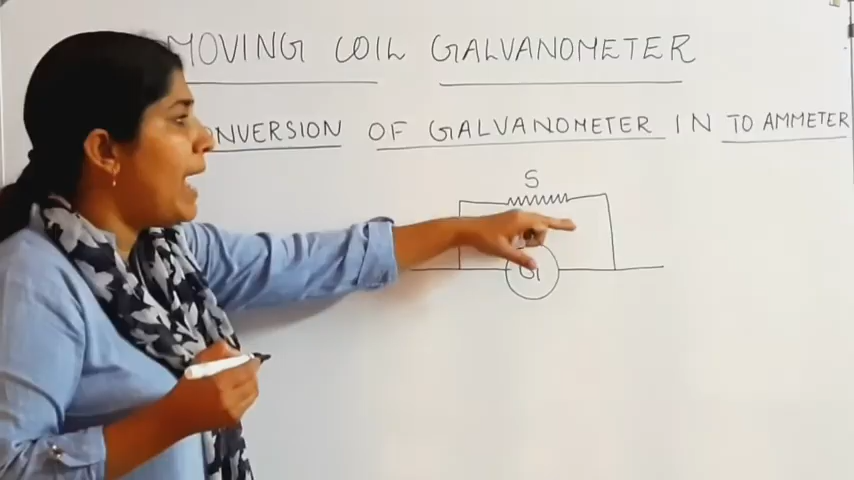 MOVING COIL GALVANOMETER
NVERSION OF GALVANOMETER IN TO AMMETER
S
G